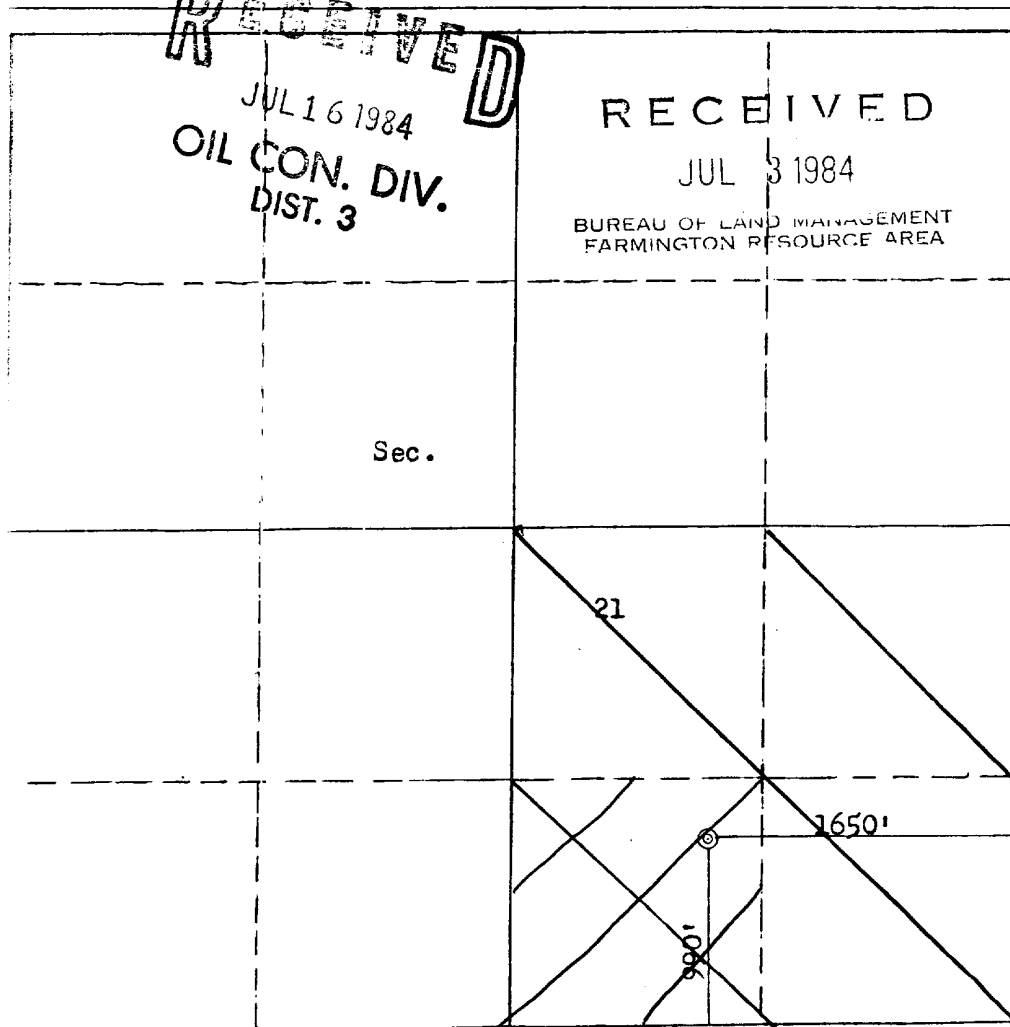 RECEIVED
JUL 16 1984
OIL CON. DIV.
DIST. 3
RECEIVED
JUL 3 1984
BUREAU OF LAND MANAGEMENT
FARMINGTON RESOURCE AREA
Sec.
21
1650'
990'